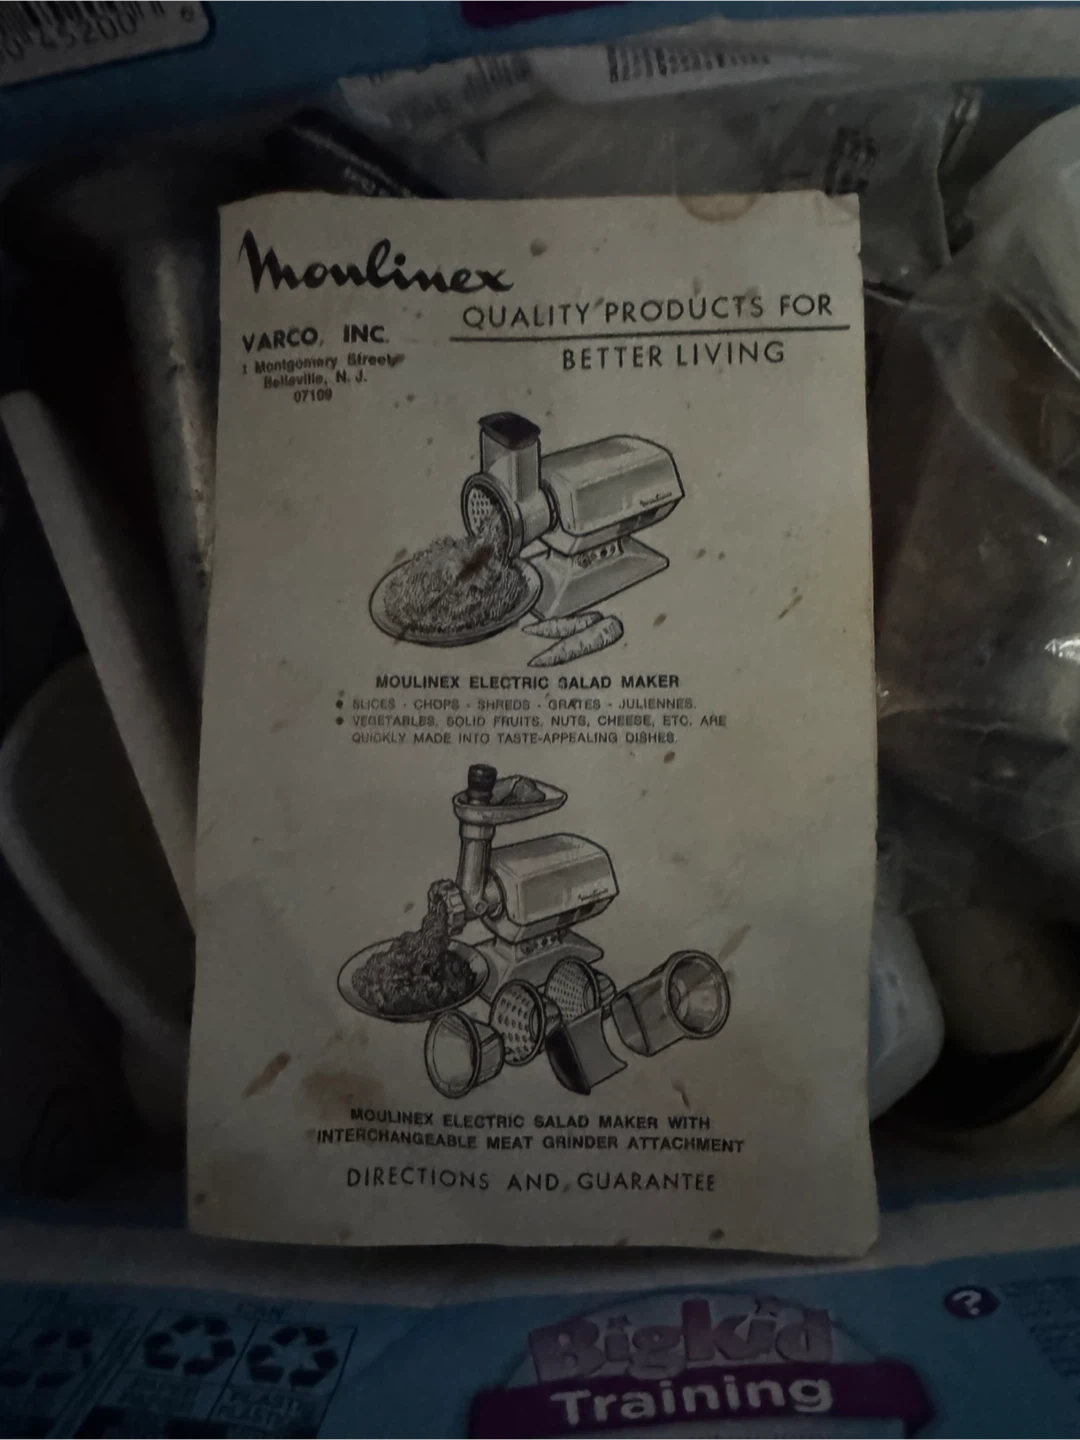 Moulinex
QUALITY PRODUCTS FOR
BETTER LIVING
VARCO, INC.
1 Montgomery Street
Belleville, N. J.
07109
MOULINEX ELECTRIC SALAD MAKER
• SLICES - CHOPS - SHREDS - GRATES - JULIENNES.
• VEGETABLES, SOLID FRUITS, NUTS, CHEESE, ETC. ARE
QUICKLY MADE INTO TASTE-APPEALING DISHES.
MOULINEX ELECTRIC SALAD MAKER WITH
INTERCHANGEABLE MEAT GRINDER ATTACHMENT
DIRECTIONS AND GUARANTEE
BigKid
Training
?